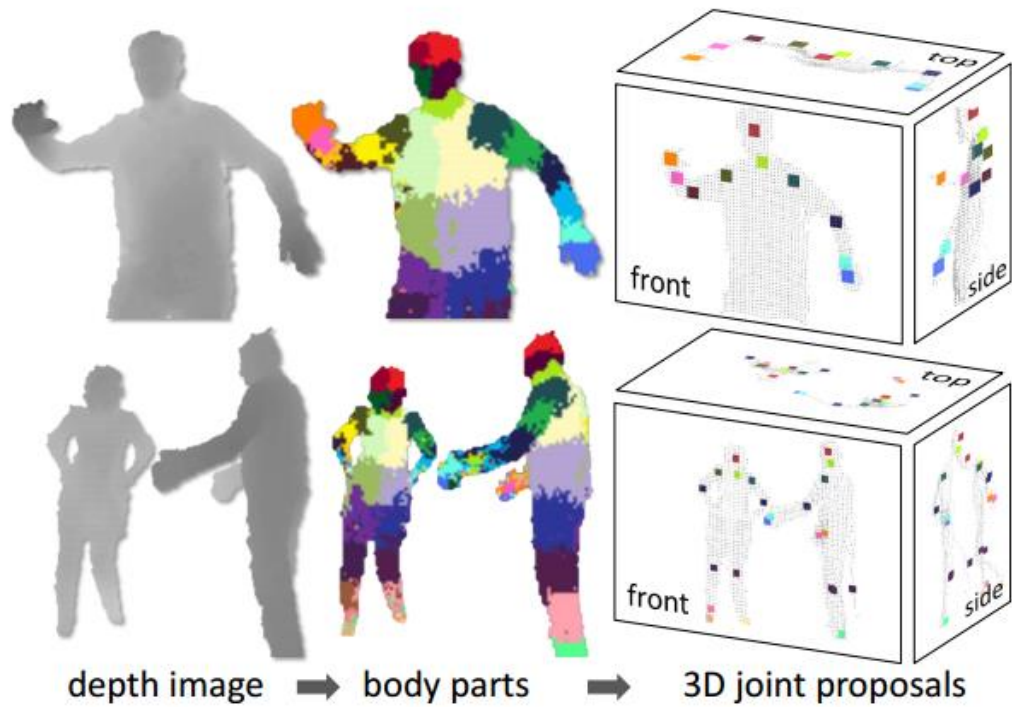 top
front
side
top
front
side
depth image → body parts → 3D joint proposals